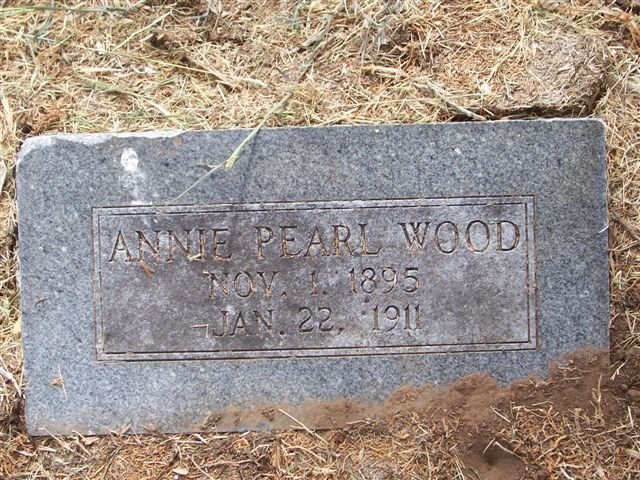 ANNIE PEARL WOOD
NOV. 1. 1895
JAN. 22, 1911